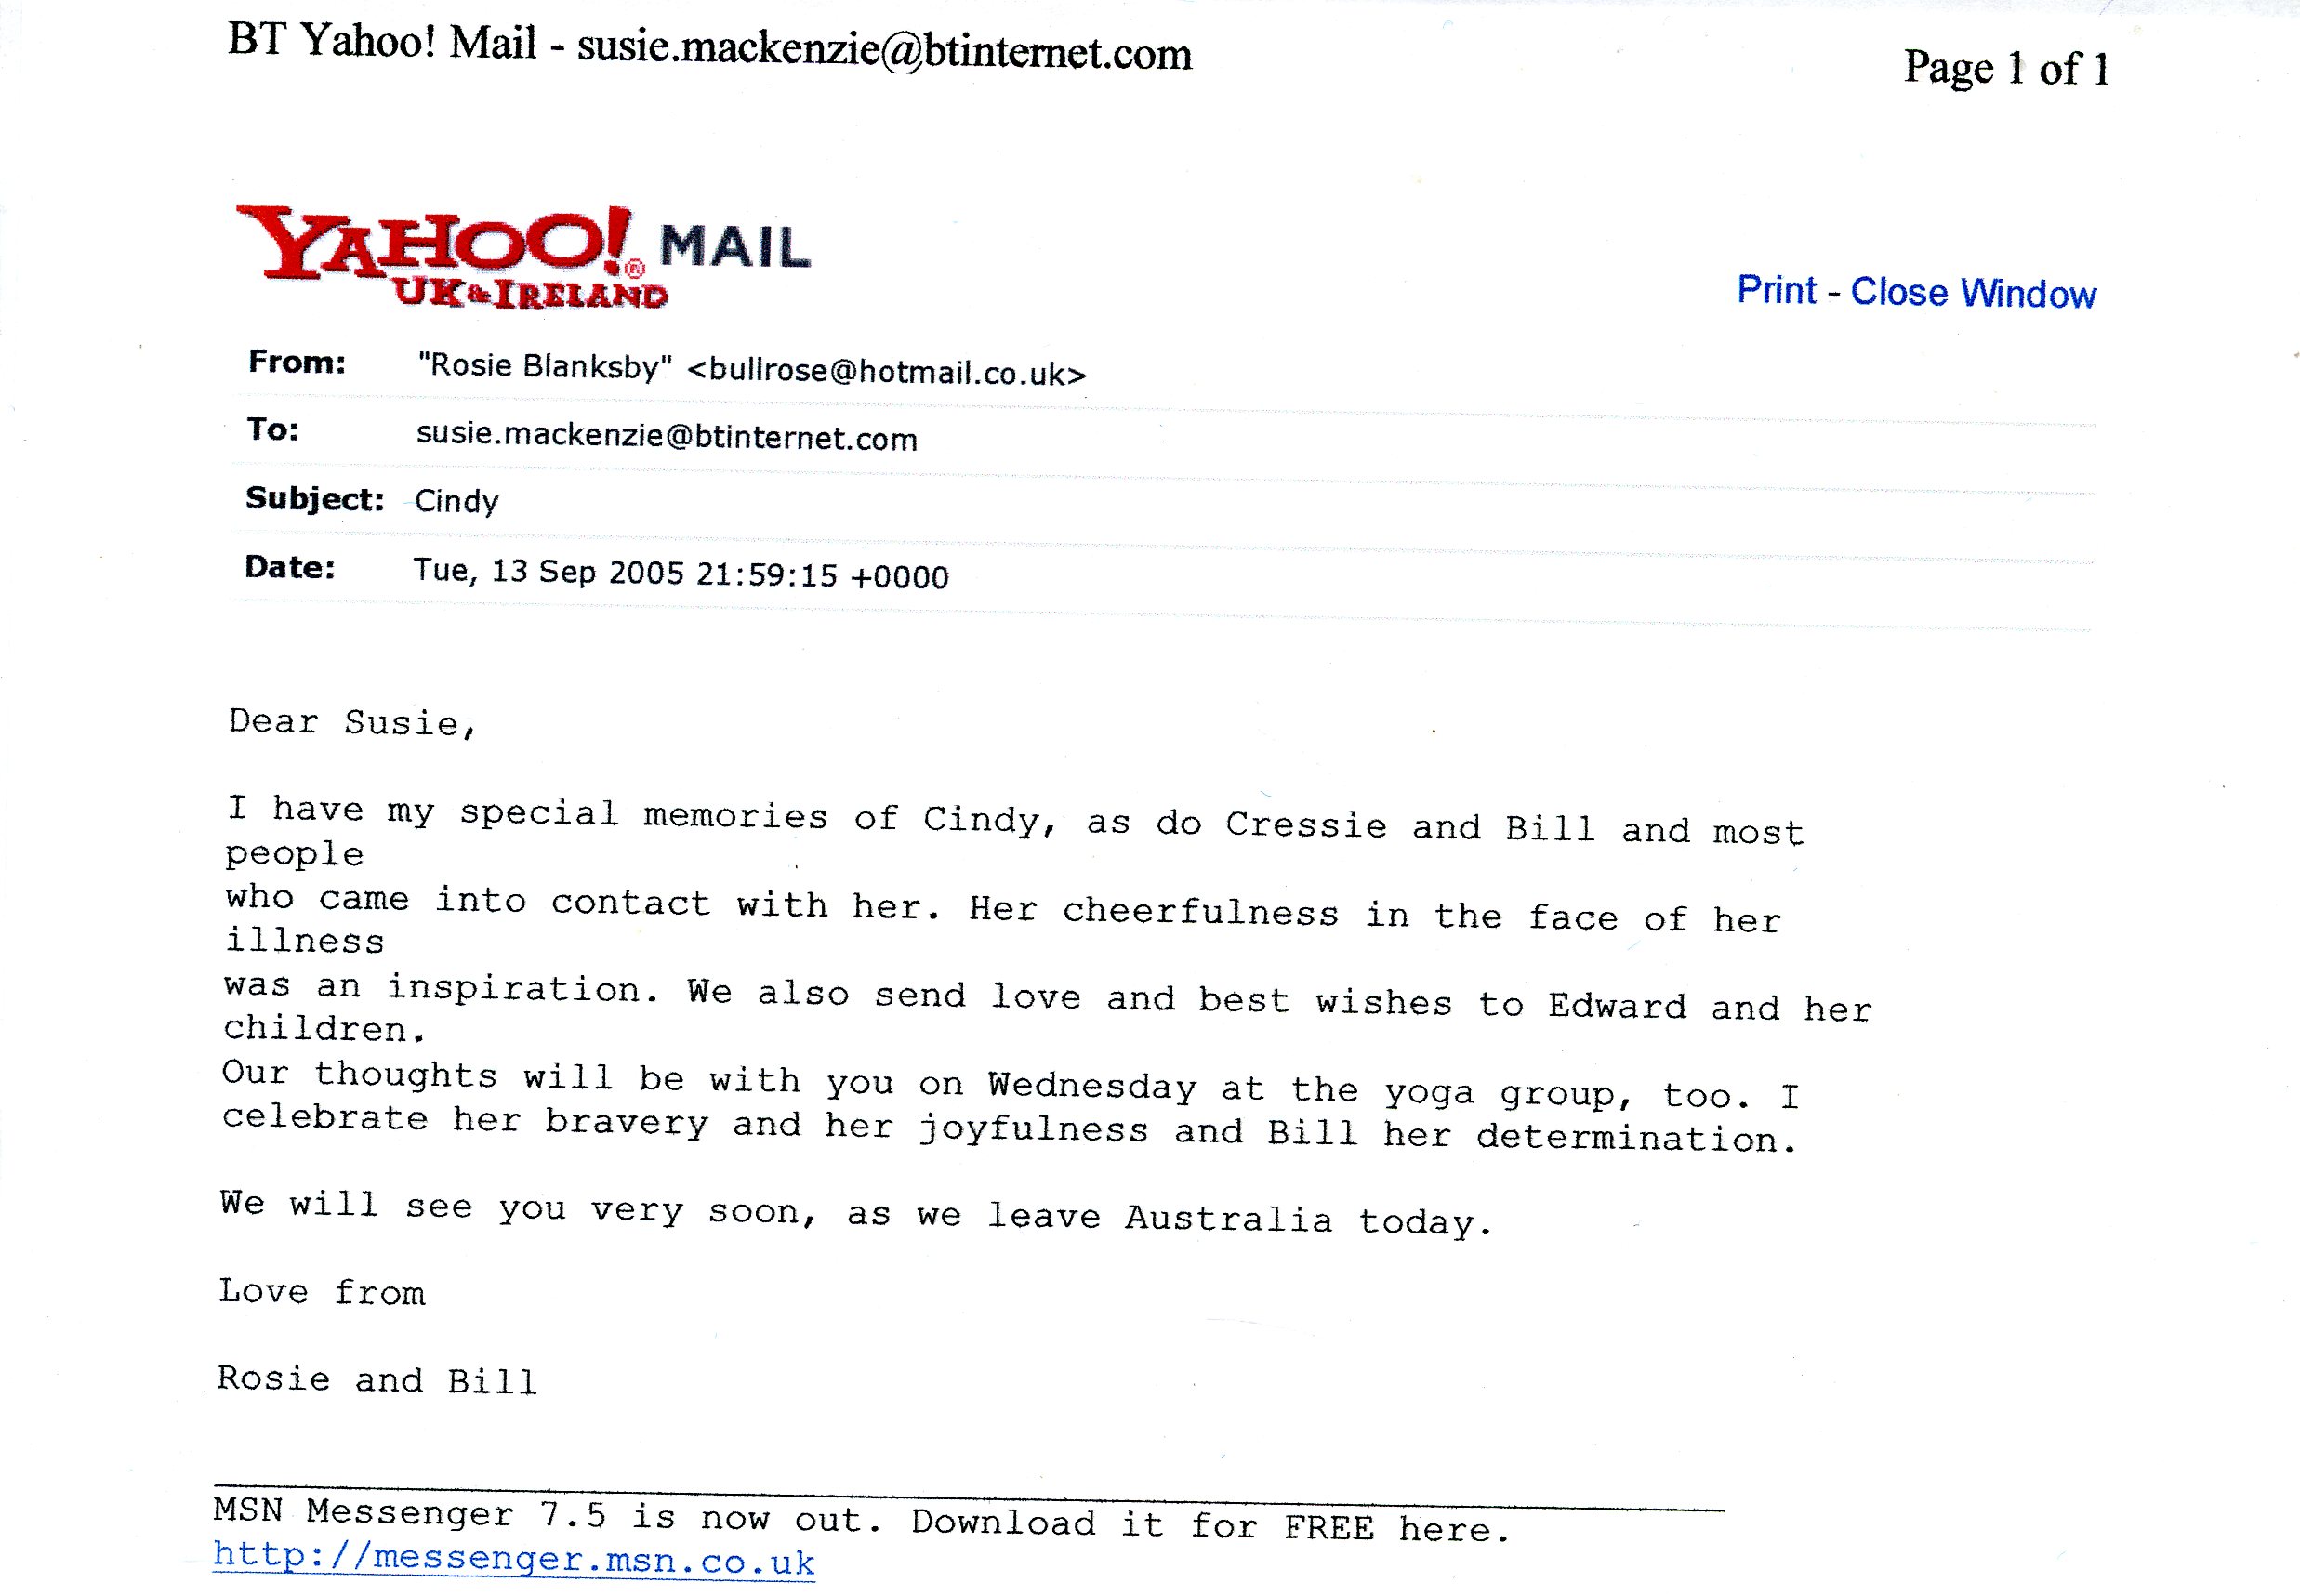 BT Yahoo! Mail - susie.mackenzie@btinternet.com Page 1 of 1
YAHOO!® MAIL
UK & IRELAND
Print - Close Window
From: "Rosie Blanksby" <bullrose@hotmail.co.uk>
To: susie.mackenzie@btinternet.com
Subject: Cindy
Date: Tue, 13 Sep 2005 21:59:15 +0000
Dear Susie,
I have my special memories of Cindy, as do Cressie and Bill and most
people
who came into contact with her. Her cheerfulness in the face of her
illness
was an inspiration. We also send love and best wishes to Edward and her
children.
Our thoughts will be with you on Wednesday at the yoga group, too. I
celebrate her bravery and her joyfulness and Bill her determination.
We will see you very soon, as we leave Australia today.
Love from
Rosie and Bill
MSN Messenger 7.5 is now out. Download it for FREE here.
http://messenger.msn.co.uk